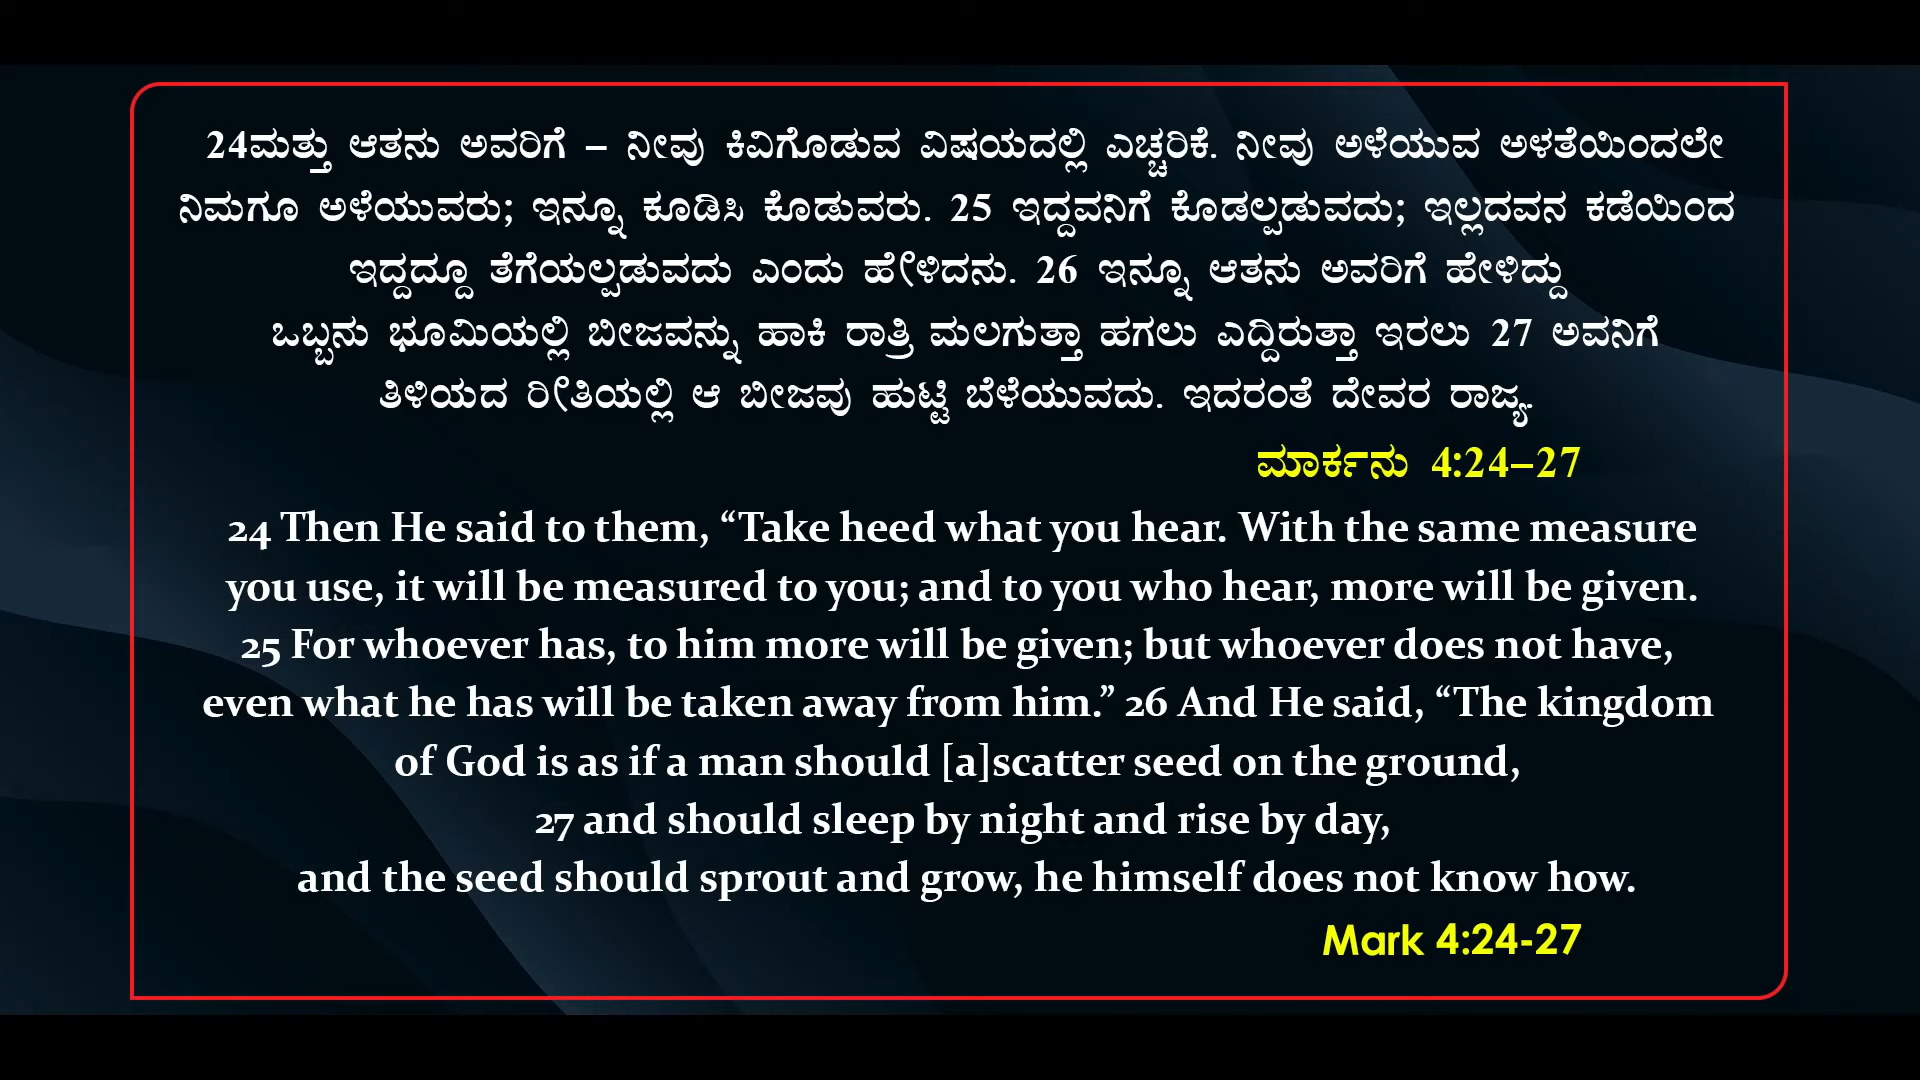 24ಮತ್ತು ಆತನು ಅವರಿಗೆ – ನೀವು ಕಿವಿಗೊಡುವ ವಿಷಯದಲ್ಲಿ ಎಚ್ಚರಿಕೆ. ನೀವು ಅಳೆಯುವ ಅಳತೆಯಿಂದಲೇ
ನಿಮಗೂ ಅಳೆಯುವರು; ಇನ್ನೂ ಕೂಡಿಸಿ ಕೊಡುವರು. 25 ಇದ್ದವನಿಗೆ ಕೊಡಲ್ಪಡುವದು; ಇಲ್ಲದವನ ಕಡೆಯಿಂದ
ಇದ್ದದ್ದೂ ತೆಗೆಯಲ್ಪಡುವದು ಎಂದು ಹೇಳಿದನು. 26 ಇನ್ನೂ ಆತನು ಅವರಿಗೆ ಹೇಳಿದ್ದು
ಒಬ್ಬನು ಭೂಮಿಯಲ್ಲಿ ಬೀಜವನ್ನು ಹಾಕಿ ರಾತ್ರಿ ಮಲಗುತ್ತಾ ಹಗಲು ಎದ್ದಿರುತ್ತಾ ಇರಲು 27 ಅವನಿಗೆ
ತಿಳಿಯದ ರೀತಿಯಲ್ಲಿ ಆ ಬೀಜವು ಹುಟ್ಟಿ ಬೆಳೆಯುವದು. ಇದರಂತೆ ದೇವರ ರಾಜ್ಯ.
ಮಾರ್ಕನು 4:24–27
24 Then He said to them, “Take heed what you hear. With the same measure
you use, it will be measured to you; and to you who hear, more will be given.
25 For whoever has, to him more will be given; but whoever does not have,
even what he has will be taken away from him.” 26 And He said, “The kingdom
of God is as if a man should [a]scatter seed on the ground,
27 and should sleep by night and rise by day,
and the seed should sprout and grow, he himself does not know how.
Mark 4:24-27